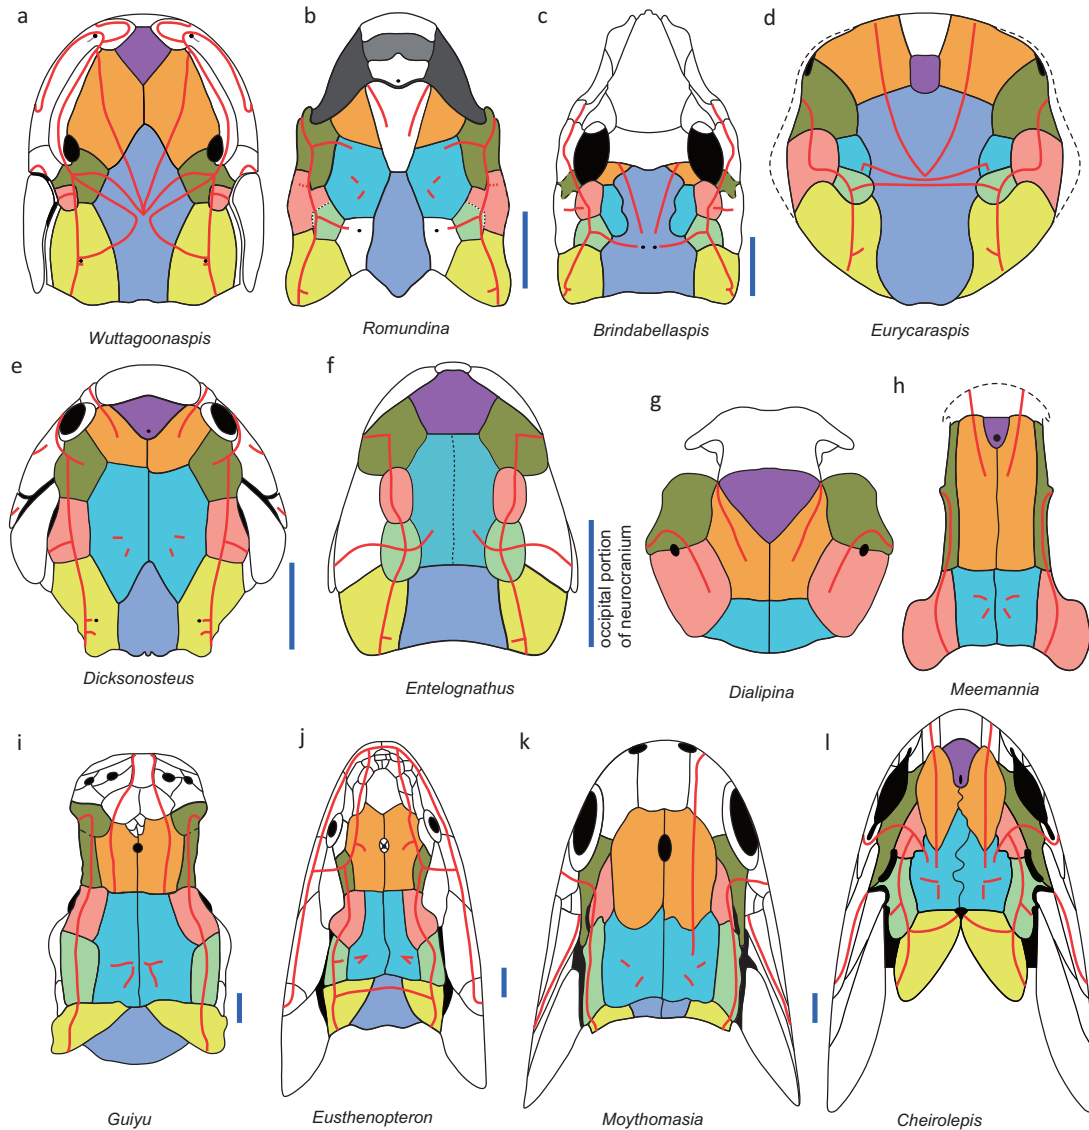 a
b
c
d
Wuttagoonaspis
Romundina
Brindabellaspis
Eurycaraspis
e
f
g
h
occipital portion
of neurocranium
Dicksonosteus
Entelognathus
Dialipina
Meemannia
i
j
k
l
Guiyu
Eusthenopteron
Moythomasia
Cheirolepis